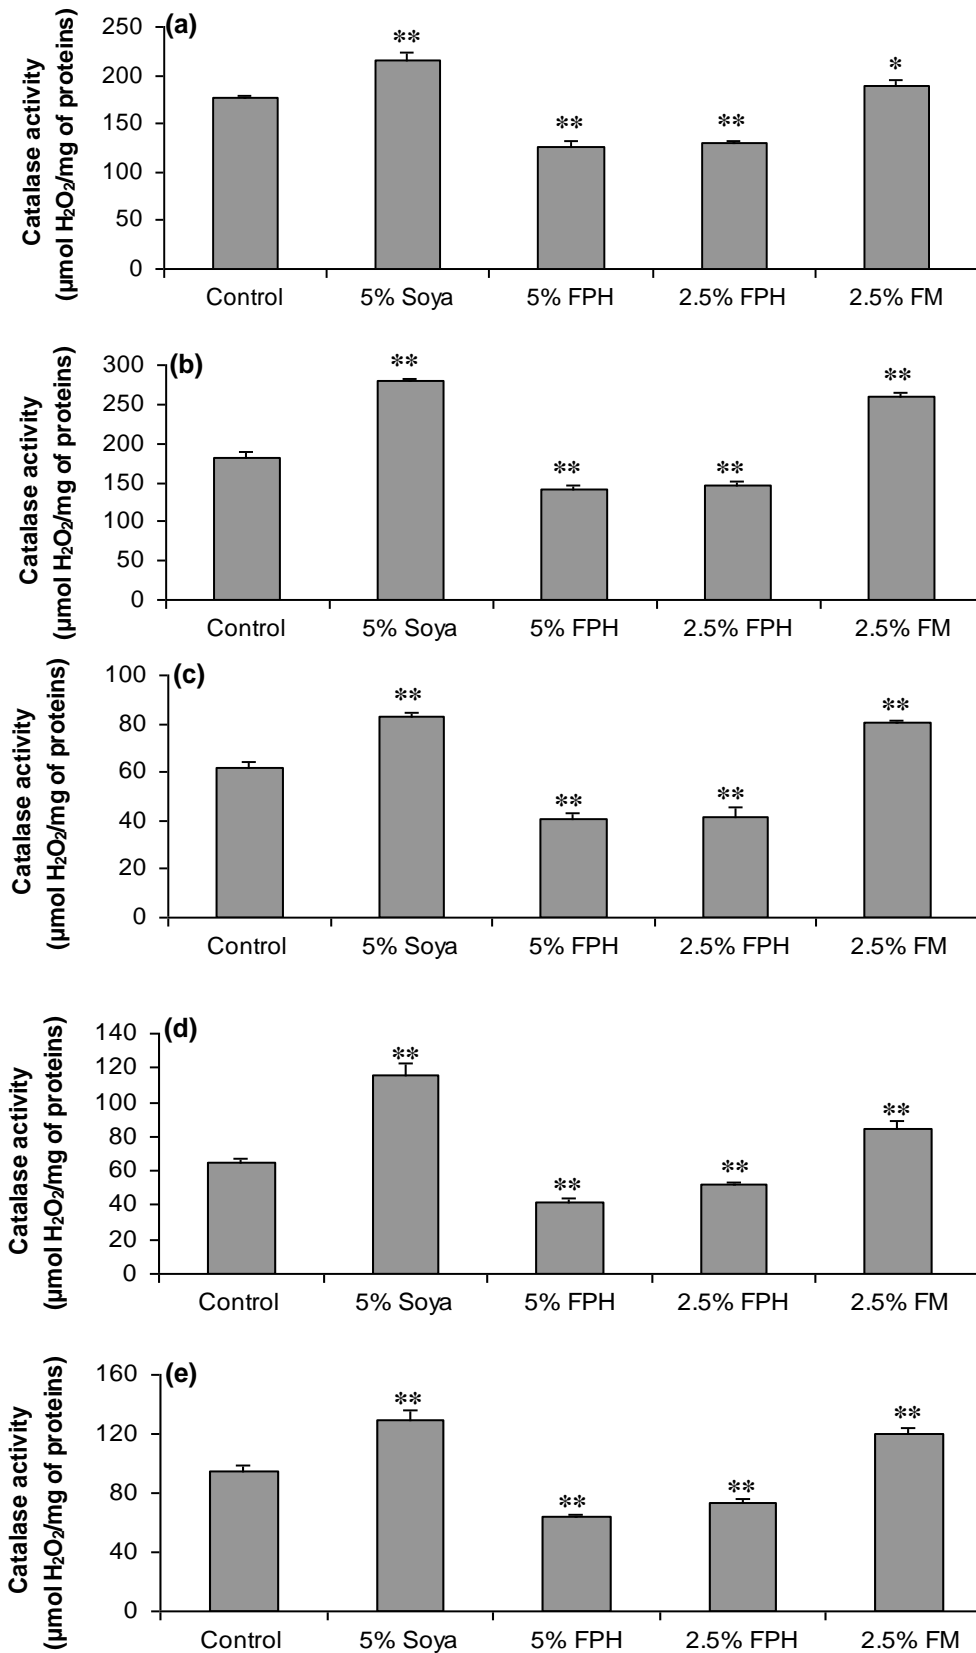 (a)
Catalase activity
(µmol H₂O₂/mg of proteins)
250
200
150
100
50
0
**
**
**
*
Control 5% Soya 5% FPH 2.5% FPH 2.5% FM
(b)
Catalase activity
(µmol H₂O₂/mg of proteins)
300
250
200
150
100
50
0
**
**
**
**
Control 5% Soya 5% FPH 2.5% FPH 2.5% FM
(c)
Catalase activity
(µmol H₂O₂/mg of proteins)
100
80
60
40
20
0
**
**
**
**
Control 5% Soya 5% FPH 2.5% FPH 2.5% FM
(d)
Catalase activity
(µmol H₂O₂/mg of proteins)
140
120
100
80
60
40
20
0
**
**
**
**
Control 5% Soya 5% FPH 2.5% FPH 2.5% FM
(e)
Catalase activity
(µmol H₂O₂/mg of proteins)
160
120
80
40
0
**
**
**
**
Control 5% Soya 5% FPH 2.5% FPH 2.5% FM